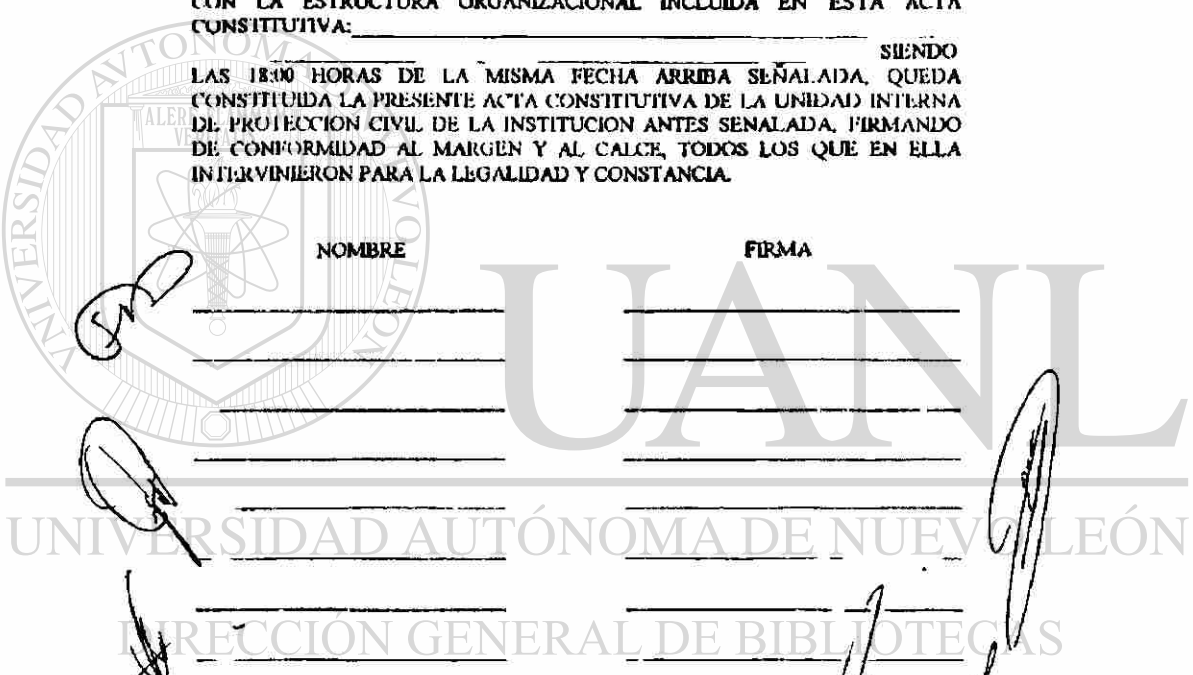 CON LA ESTRUCTURA ORGANIZACIONAL INCLUIDA EN ESTA ACTA
CONSTITUTIVA:
SIENDO
LAS 18:00 HORAS DE LA MISMA FECHA ARRIBA SEÑALADA, QUEDA
CONSTITUIDA LA PRESENTE ACTA CONSTITUTIVA DE LA UNIDAD INTERNA
DE PROTECCION CIVIL DE LA INSTITUCION ANTES SENALADA, FIRMANDO
DE CONFORMIDAD AL MARGEN Y AL CALCE, TODOS LOS QUE EN ELLA
INTERVINIERON PARA LA LEGALIDAD Y CONSTANCIA.
NOMBRE FIRMA
UANL
UNIVERSIDAD AUTÓNOMA DE NUEVO LEÓN
DIRECCIÓN GENERAL DE BIBLIOTECAS